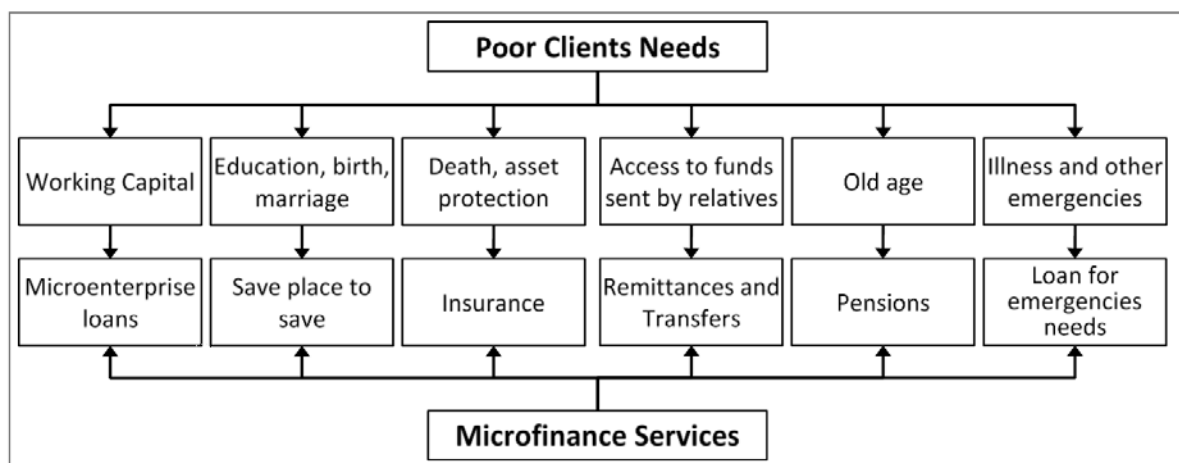 Poor Clients Needs
Working Capital
Education, birth,
marriage
Death, asset
protection
Access to funds
sent by relatives
Old age
Illness and other
emergencies
Microenterprise
loans
Save place to
save
Insurance
Remittances and
Transfers
Pensions
Loan for
emergencies
needs
Microfinance Services